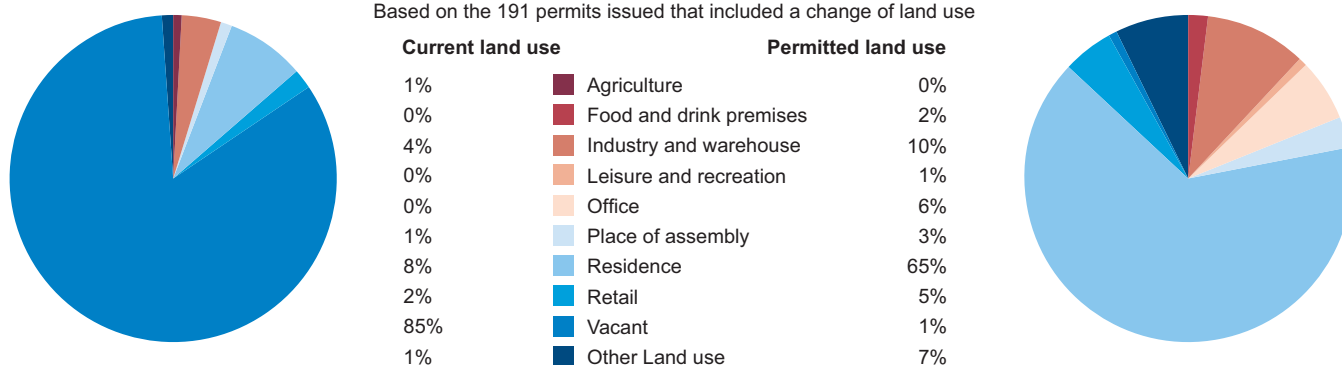 Based on the 191 permits issued that included a change of land use
Current land use Permitted land use
1% Agriculture 0%
0% Food and drink premises 2%
4% Industry and warehouse 10%
0% Leisure and recreation 1%
0% Office 6%
1% Place of assembly 3%
8% Residence 65%
2% Retail 5%
85% Vacant 1%
1% Other Land use 7%